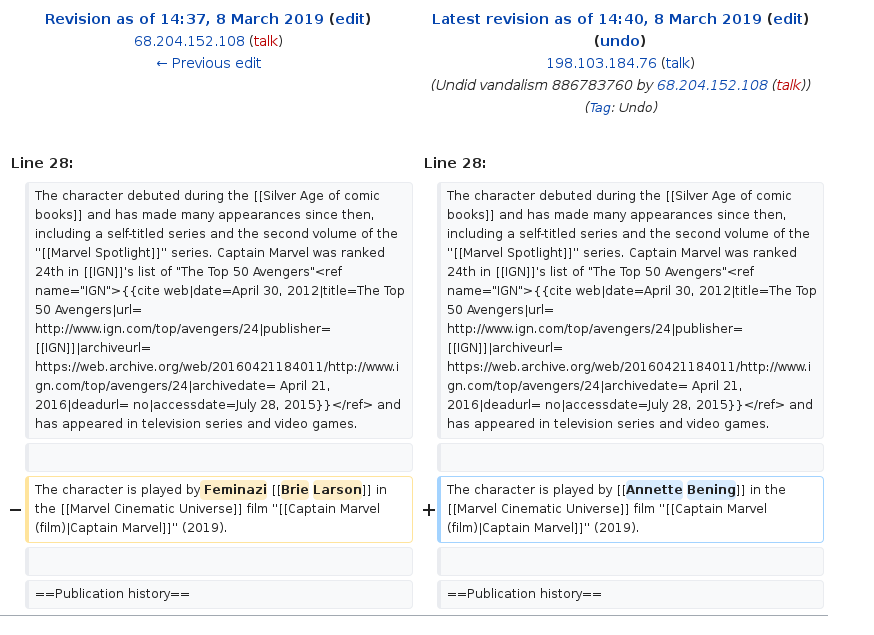 Revision as of 14:37, 8 March 2019 (edit)
68.204.152.108 (talk)
← Previous edit
Latest revision as of 14:40, 8 March 2019 (edit)
(undo)
198.103.184.76 (talk)
(Undid vandalism 886783760 by 68.204.152.108 (talk))
(Tag: Undo)
Line 28:
Line 28:
The character debuted during the [[Silver Age of comic
books]] and has made many appearances since then,
including a self-titled series and the second volume of the
''[[Marvel Spotlight]]'' series. Captain Marvel was ranked
24th in [[IGN]]'s list of "The Top 50 Avengers"<ref
name="IGN">{{cite web|date=April 30, 2012|title=The Top
50 Avengers|url=
http://www.ign.com/top/avengers/24|publisher=
[[IGN]]|archiveurl=
https://web.archive.org/web/20160421184011/http://www.i
gn.com/top/avengers/24|archivedate= April 21,
2016|deadurl= no|accessdate=July 28, 2015}}</ref> and
has appeared in television series and video games.
The character debuted during the [[Silver Age of comic
books]] and has made many appearances since then,
including a self-titled series and the second volume of the
''[[Marvel Spotlight]]'' series. Captain Marvel was ranked
24th in [[IGN]]'s list of "The Top 50 Avengers"<ref
name="IGN">{{cite web|date=April 30, 2012|title=The Top
50 Avengers|url=
http://www.ign.com/top/avengers/24|publisher=
[[IGN]]|archiveurl=
https://web.archive.org/web/20160421184011/http://www.i
gn.com/top/avengers/24|archivedate= April 21,
2016|deadurl= no|accessdate=July 28, 2015}}</ref> and
has appeared in television series and video games.
− The character is played by Feminazi [[Brie Larson]] in
the [[Marvel Cinematic Universe]] film ''[[Captain Marvel
(film)|Captain Marvel]]'' (2019).
+ The character is played by [[Annette Bening]] in the
[[Marvel Cinematic Universe]] film ''[[Captain Marvel
(film)|Captain Marvel]]'' (2019).
==Publication history==
==Publication history==